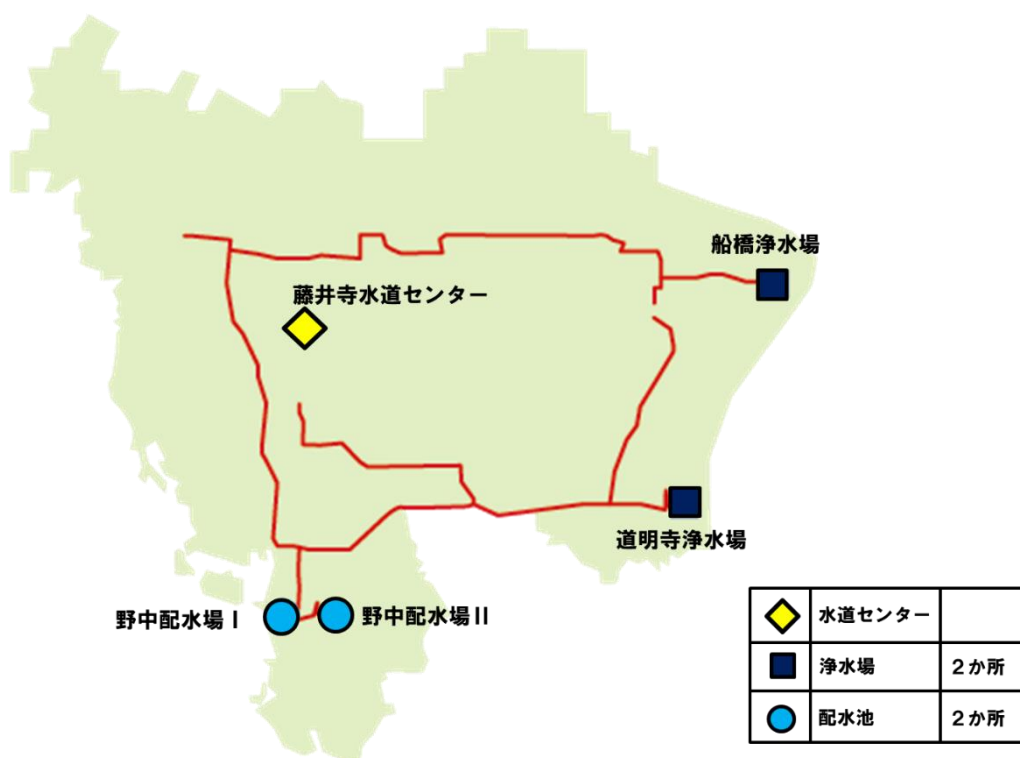 船橋浄水場
藤井寺水道センター
道明寺浄水場
野中配水場Ⅰ
野中配水場Ⅱ
水道センター
浄水場 2か所
配水池 2か所